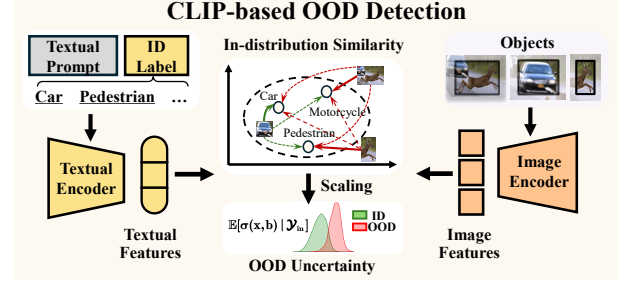 CLIP-based OOD Detection
Textual Prompt
ID Label
Car Pedestrian ...
Textual Encoder
Textual Features
In-distribution Similarity
Car
Motorcycle
Pedestrian
Scaling
𝔼[σ(x,b) | 𝒴in]
ID
OOD
OOD Uncertainty
Objects
Image Encoder
Image Features